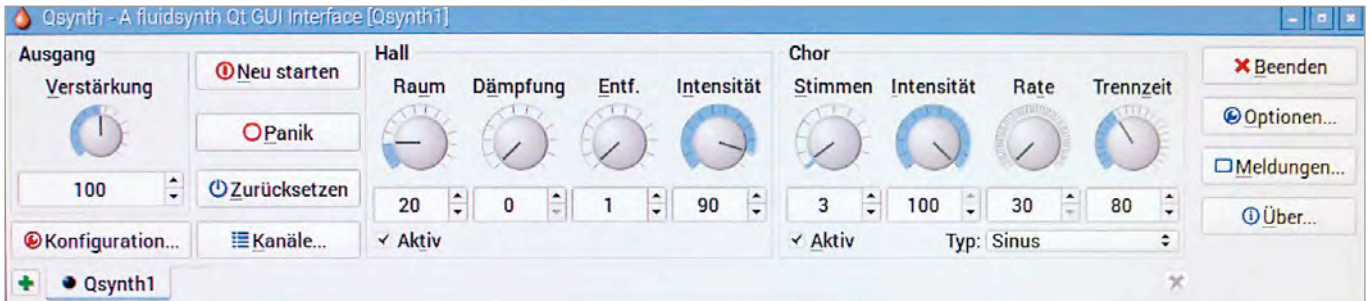 Qsynth - A fluidsynth Qt GUI Interface [Qsynth1]
Ausgang
Verstärkung
100
Konfiguration...
Neu starten
Panik
Zurücksetzen
Kanäle...
Hall
Raum Dämpfung Entf. Intensität
20 0 1 90
Aktiv
Chor
Stimmen Intensität Rate Trennzeit
3 100 30 80
Aktiv Typ: Sinus
Beenden
Optionen...
Meldungen...
Über...
Qsynth1